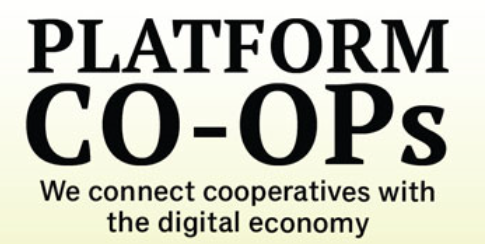 PLATFORM
CO-OPs
We connect cooperatives with
the digital economy